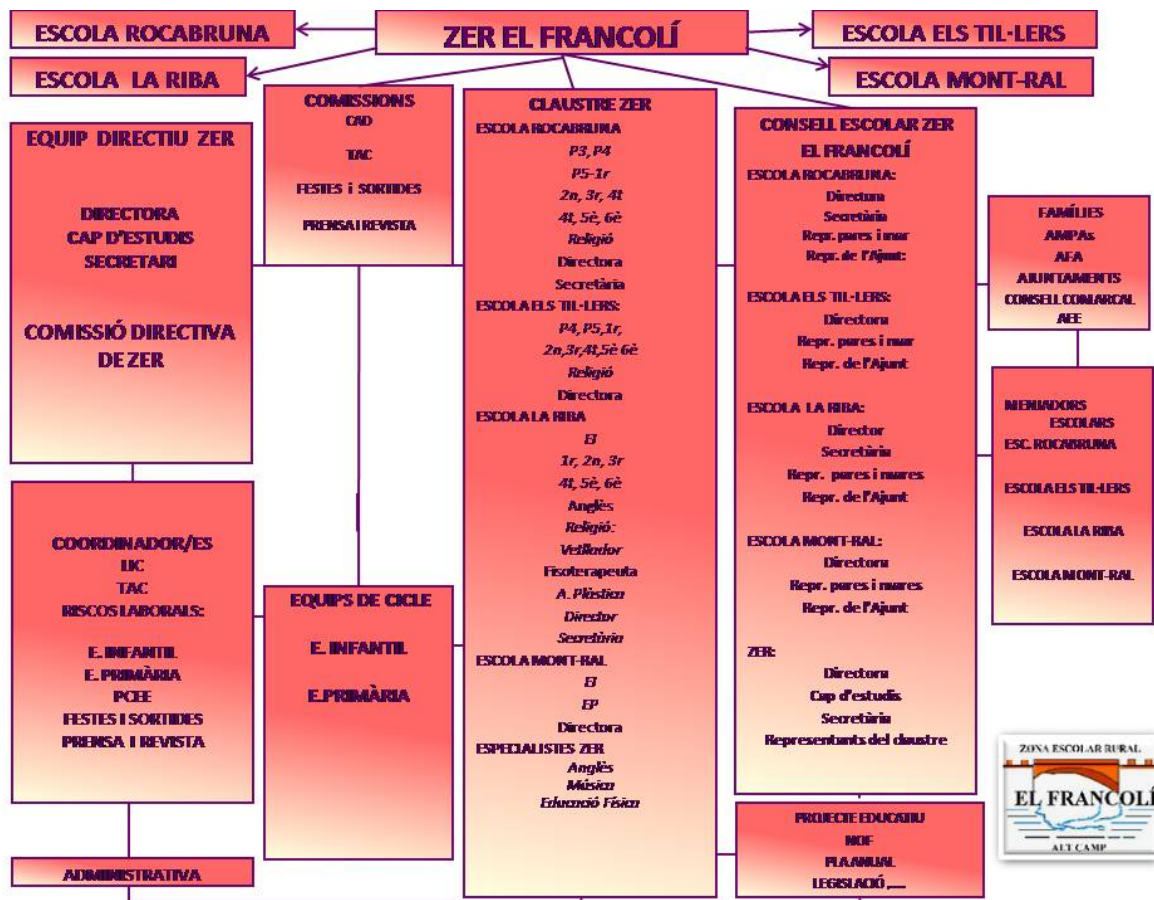 ESCOLA ROCABRUNA
ZER EL FRANCOLÍ
ESCOLA ELS TIL·LERS
ESCOLA LA RIBA
ESCOLA MONT-RAL
EQUIP DIRECTIU ZER
DIRECTORA
CAP D'ESTUDIS
SECRETARI
COMISSIÓ DIRECTIVA
DE ZER
COMISSIONS
CAD
TAC
FESTES i SORTIDES
PRENSA I REVISTA
CLAUSTRE ZER
ESCOLA ROCABRUNA
P3, P4
P5-1r
2n, 3r, 4t
4t, 5è, 6è
Religió
Directora
Secretària
ESCOLA ELS TIL·LERS:
P4, P5,1r,
2n,3r,4t,5è 6è
Religió
Directora
ESCOLA LA RIBA
EI
1r, 2n, 3r
4t, 5è, 6è
Anglès
Religió:
Vetllador
Fisoterapeuta
A. Plàstica
Director
Secretària
ESCOLA MONT-RAL
EI
EP
Directora
ESPECIALISTES ZER
Anglès
Música
Educació Física
CONSELL ESCOLAR ZER
EL FRANCOLÍ
ESCOLA ROCABRUNA:
Directora
Secretària
Repr. pares i mar
Repr. de l'Ajunt:
ESCOLA ELS TIL·LERS:
Directora
Repr. pares i mar
Repr. de l'Ajunt
ESCOLA LA RIBA:
Director
Secretària
Repr. pares i mares
Repr. de l'Ajunt
ESCOLA MONT-RAL:
Directora
Repr. pares i mares
Repr. de l'Ajunt
ZER:
Directora
Cap d'estudis
Secretària
Representants del claustre
FAMÍLIES
AMPAs
AFA
AJUNTAMENTS
CONSELL COMARCAL
AEE
MENJADORS
ESCOLARS
ESC. ROCABRUNA
ESCOLA ELS TIL·LERS
ESCOLA LA RIBA
ESCOLA MONT-RAL
COORDINADOR/ES
LIC
TAC
RISCOS LABORALS:
E. INFANTIL
E. PRIMÀRIA
PCEE
FESTES I SORTIDES
PRENSA I REVISTA
EQUIPS DE CICLE
E. INFANTIL
E.PRIMÀRIA
ADMINISTRATIVA
PROJECTE EDUCATIU
NOF
PLA ANUAL
LEGISLACIÓ ,....
ZONA ESCOLAR RURAL
EL FRANCOLÍ
ALT CAMP